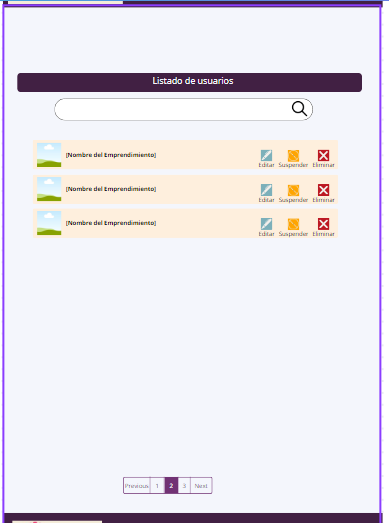 Listado de usuarios
[Nombre del Emprendimiento]
Editar Suspender Eliminar
[Nombre del Emprendimiento]
Editar Suspender Eliminar
[Nombre del Emprendimiento]
Editar Suspender Eliminar
Previous 1 2 3 Next